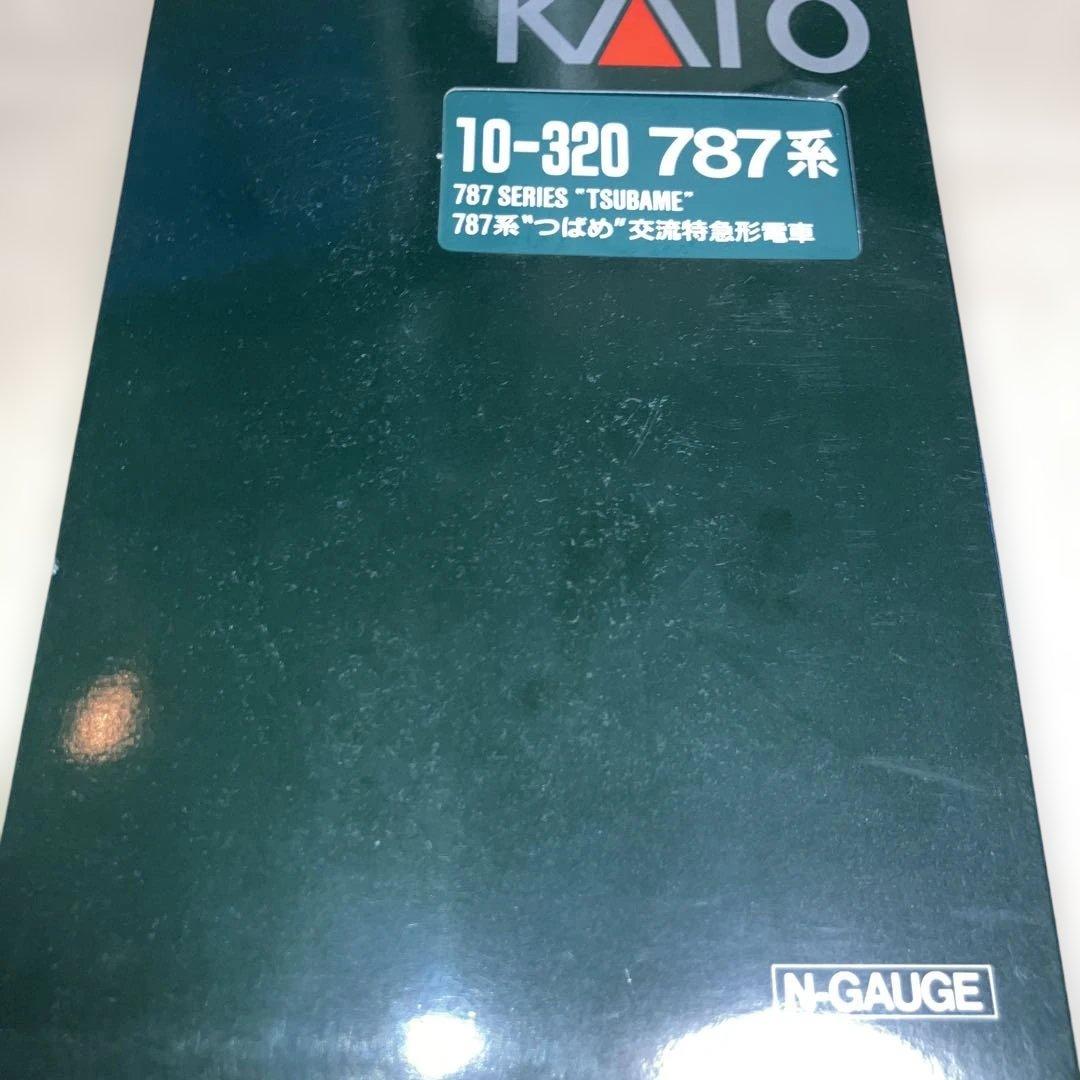 KATO
10-320 787系
787 SERIES "TSUBAME"
787系"つばめ"交流特急形電車
N-GAUGE